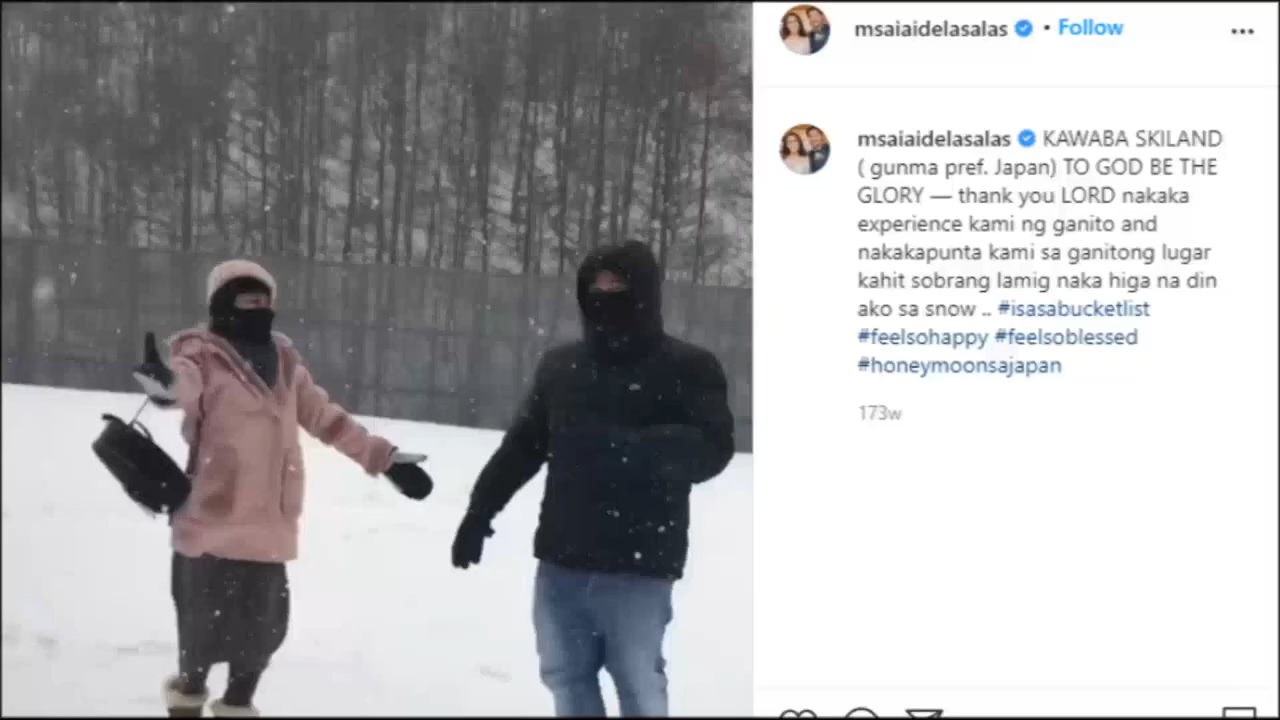 msaiaidelasalas • Follow
msaiaidelasalas KAWABA SKILAND
( gunma pref. Japan) TO GOD BE THE
GLORY — thank you LORD nakaka
experience kami ng ganito and
nakakapunta kami sa ganitong lugar
kahit sobrang lamig naka higa na din
ako sa snow .. #isasabucketlist
#feelsohappy #feelsoblessed
#honeymoonsajapan
173w